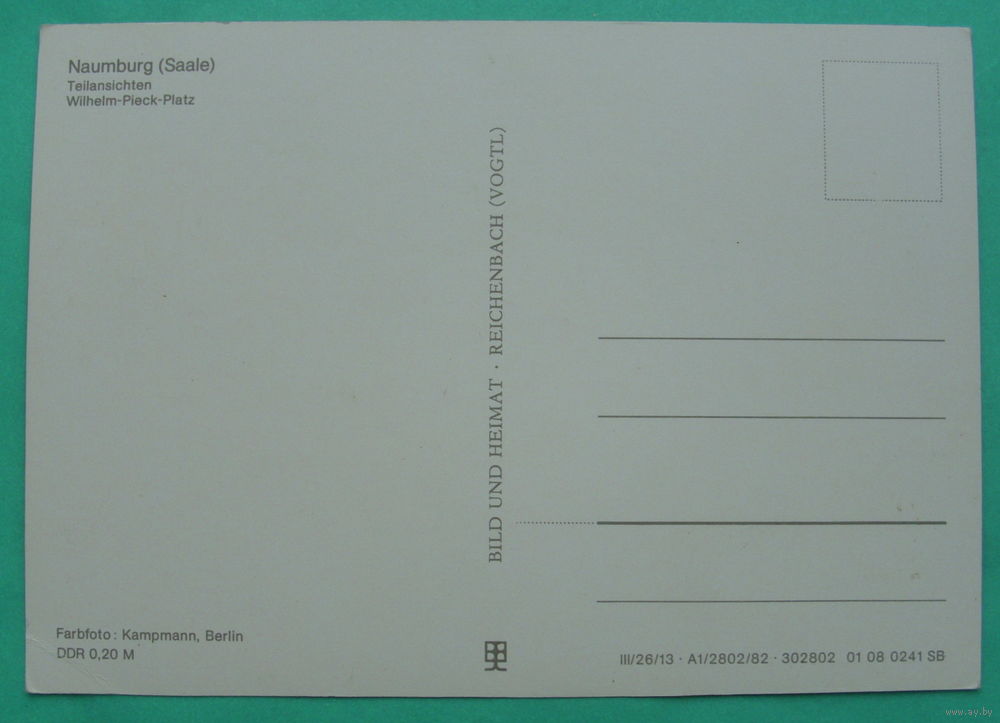 Naumburg (Saale)
Teilansichten
Wilhelm-Pieck-Platz
BILD UND HEIMAT · REICHENBACH (VOGTL)
Farbfoto: Kampmann, Berlin
DDR 0,20 M
III/26/13 · A1/2802/82 · 302802 01 08 0241 SB
www.ay.by